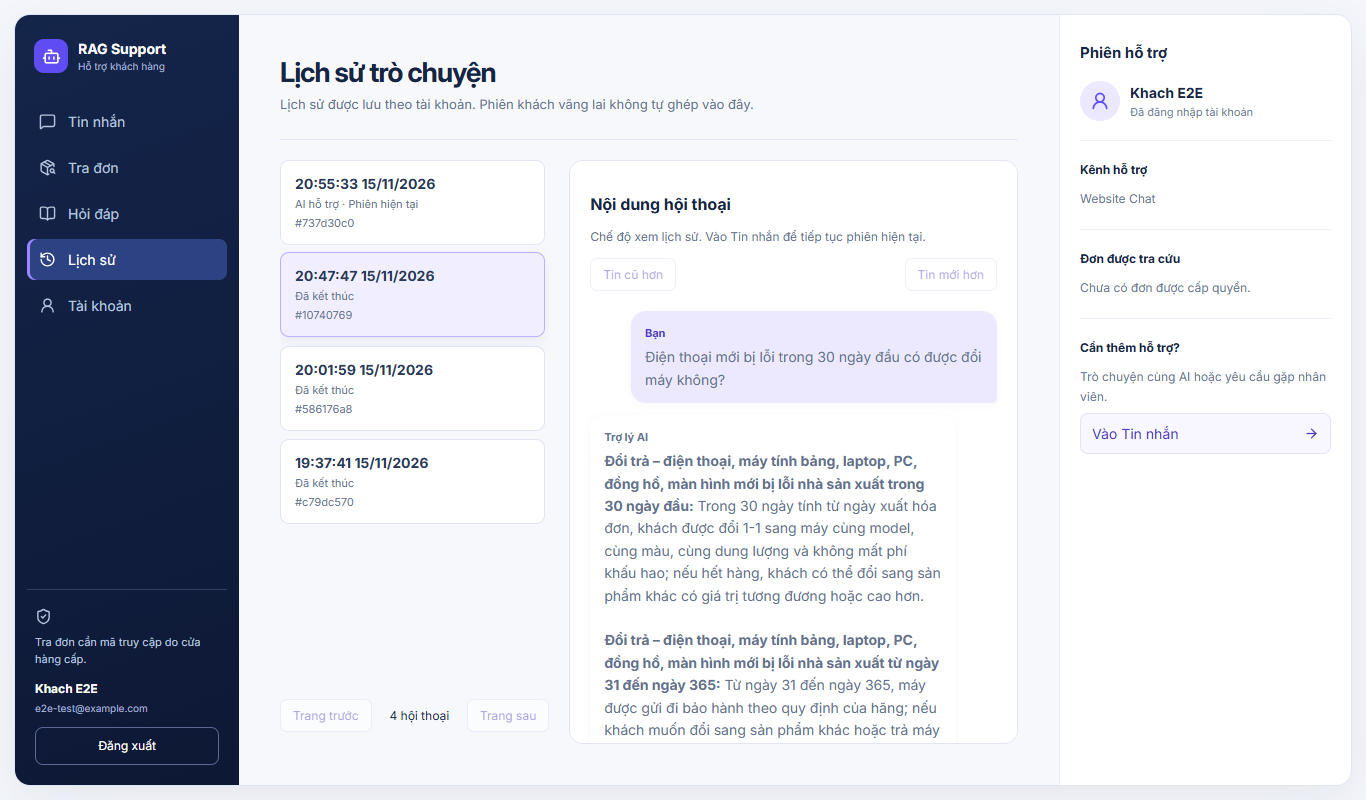 RAG Support
Hỗ trợ khách hàng
Tin nhắn
Tra đơn
Hỏi đáp
Lịch sử
Tài khoản
Tra đơn cần mã truy cập do cửa
hàng cấp.
Khach E2E
e2e-test@example.com
Đăng xuất
Lịch sử trò chuyện
Lịch sử được lưu theo tài khoản. Phiên khách vãng lai không tự ghép vào đây.
20:55:33 15/11/2026
AI hỗ trợ · Phiên hiện tại
#737d30c0
20:47:47 15/11/2026
Đã kết thúc
#10740769
20:01:59 15/11/2026
Đã kết thúc
#586176a8
19:37:41 15/11/2026
Đã kết thúc
#c79dc570
Trang trước
4 hội thoại
Trang sau
Nội dung hội thoại
Chế độ xem lịch sử. Vào Tin nhắn để tiếp tục phiên hiện tại.
Tin cũ hơn
Tin mới hơn
Bạn
Điện thoại mới bị lỗi trong 30 ngày đầu có được đổi
máy không?
Trợ lý AI
Đổi trả – điện thoại, máy tính bảng, laptop, PC,
đồng hồ, màn hình mới bị lỗi nhà sản xuất trong
30 ngày đầu: Trong 30 ngày tính từ ngày xuất hóa
đơn, khách được đổi 1-1 sang máy cùng model,
cùng màu, cùng dung lượng và không mất phí
khấu hao; nếu hết hàng, khách có thể đổi sang sản
phẩm khác có giá trị tương đương hoặc cao hơn.
Đổi trả – điện thoại, máy tính bảng, laptop, PC,
đồng hồ, màn hình mới bị lỗi nhà sản xuất từ ngày
31 đến ngày 365: Từ ngày 31 đến ngày 365, máy
được gửi đi bảo hành theo quy định của hãng; nếu
khách muốn đổi sang sản phẩm khác hoặc trả máy
Phiên hỗ trợ
Khach E2E
Đã đăng nhập tài khoản
Kênh hỗ trợ
Website Chat
Đơn được tra cứu
Chưa có đơn được cấp quyền.
Cần thêm hỗ trợ?
Trò chuyện cùng AI hoặc yêu cầu gặp nhân
viên.
Vào Tin nhắn